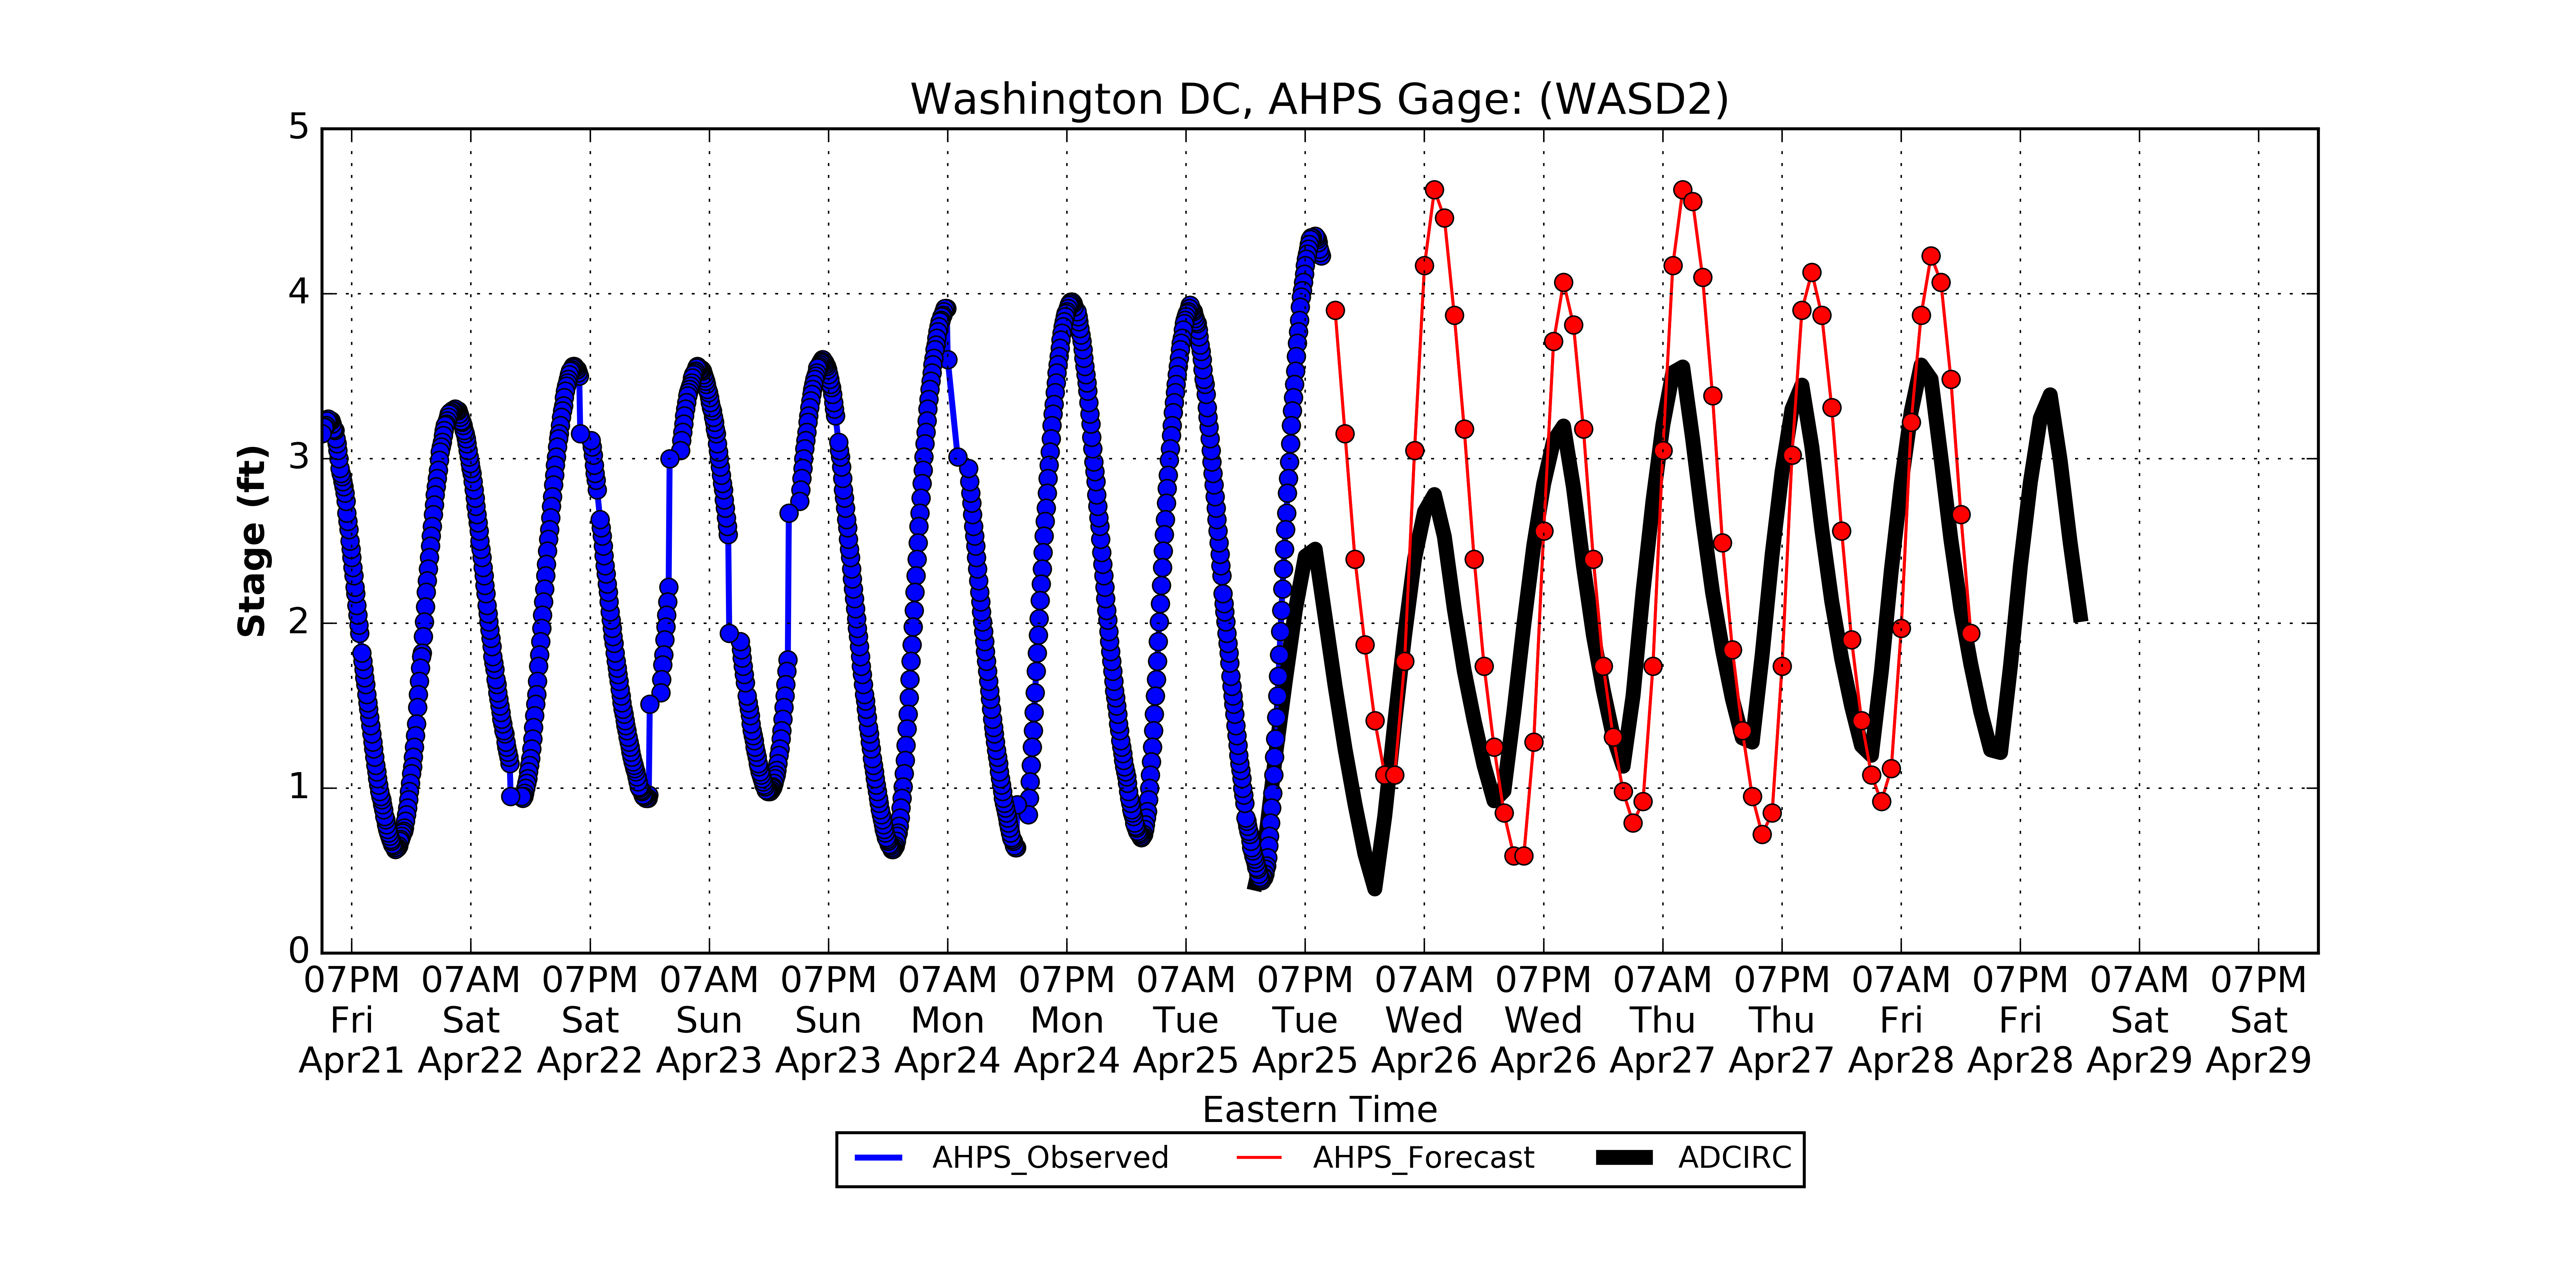 Washington DC, AHPS Gage: (WASD2)
5
4
3
2
1
0
Stage (ft)
07PM 07AM 07PM 07AM 07PM 07AM 07PM 07AM 07PM 07AM 07PM 07AM 07PM 07AM 07PM 07AM 07PM
Fri Sat Sat Sun Sun Mon Mon Tue Tue Wed Wed Thu Thu Fri Fri Sat Sat
Apr21 Apr22 Apr22 Apr23 Apr23 Apr24 Apr24 Apr25 Apr25 Apr26 Apr26 Apr27 Apr27 Apr28 Apr28 Apr29 Apr29
Eastern Time
AHPS_Observed AHPS_Forecast ADCIRC